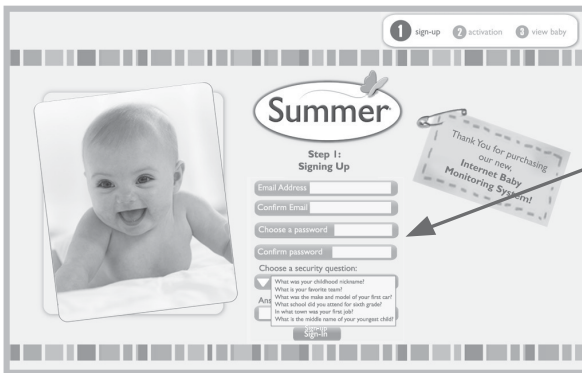 1 sign-up 2 activation 3 view baby
Summer
Step 1:
Signing Up
Thank You for purchasing
our new,
Internet Baby
Monitoring System!
Email Address
Confirm Email
Choose a password
Confirm password
Choose a security question:
What was your childhood nickname?
What is your favorite team?
What was the make and model of your first car?
What school did you attend for sixth grade?
In what town was your first job?
What is the middle name of your youngest child?
Sign-In